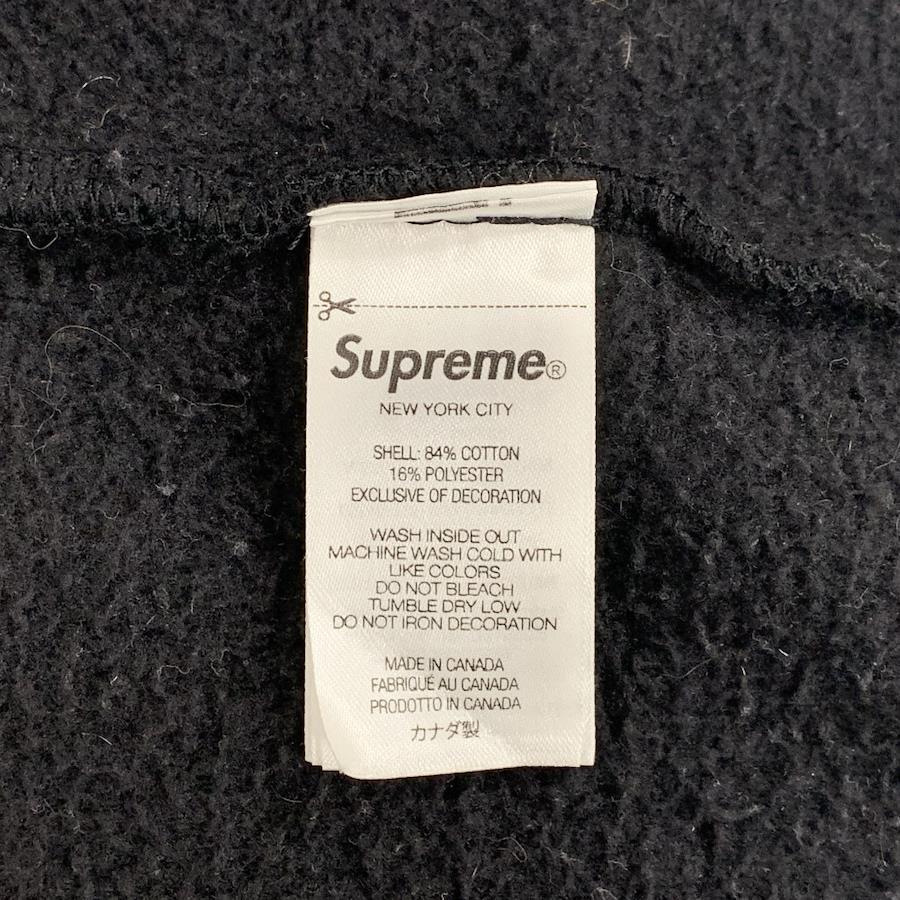 Supreme®
NEW YORK CITY
SHELL: 84% COTTON
16% POLYESTER
EXCLUSIVE OF DECORATION
WASH INSIDE OUT
MACHINE WASH COLD WITH
LIKE COLORS
DO NOT BLEACH
TUMBLE DRY LOW
DO NOT IRON DECORATION
MADE IN CANADA
FABRIQUÉ AU CANADA
PRODOTTO IN CANADA
カナダ製